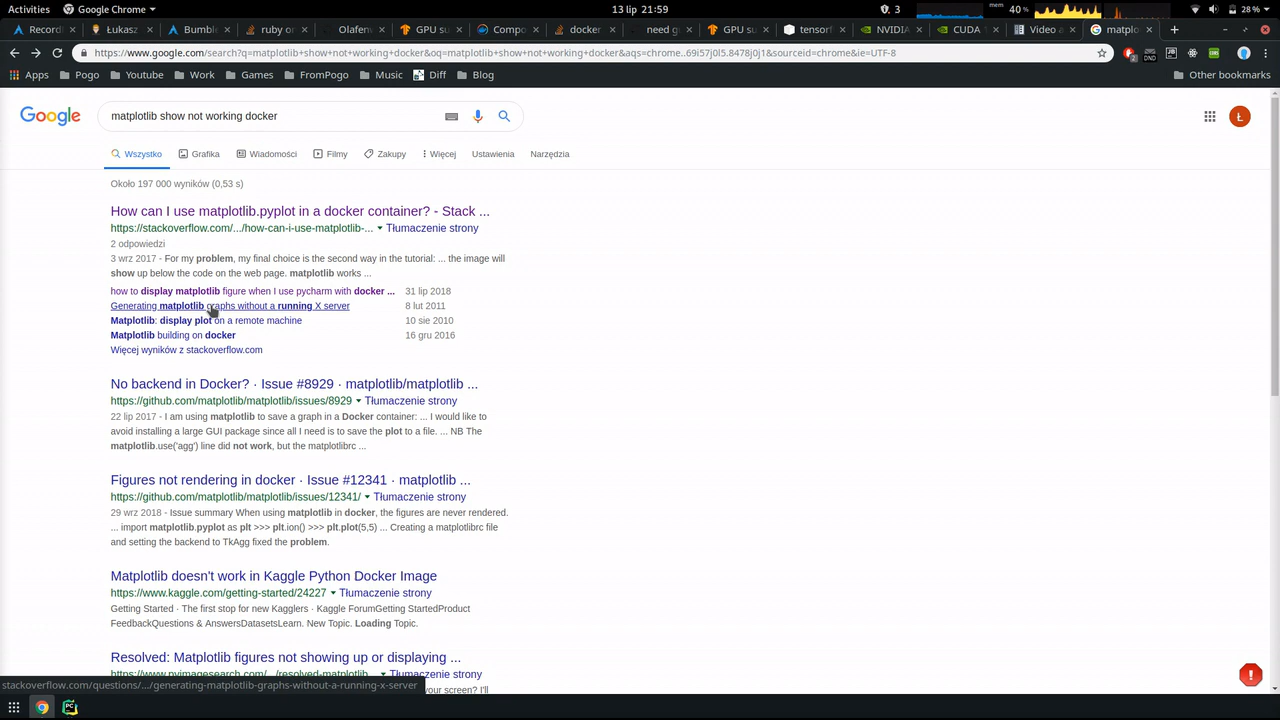 Activities Google Chrome 13 lip 21:59 3 mem 40 % 28 %
Record Łukasz Bumble ruby o Olafen GPU su Compo docker need g GPU su tensorf NVIDIA CUDA Video a matplo
https://www.google.com/search?q=matplotlib+show+not+working+docker&oq=matplotlib+show+not+working+docker&aqs=chrome..69i57j0l5.8478j0j1&sourceid=chrome&ie=UTF-8
Apps Pogo Youtube Work Games FromPogo Music Diff Blog Other bookmarks
Google matplotlib show not working docker Ł
Wszystko Grafika Wiadomości Filmy Zakupy Więcej Ustawienia Narzędzia
Około 197 000 wyników (0,53 s)
How can I use matplotlib.pyplot in a docker container? - Stack ...
https://stackoverflow.com/.../how-can-i-use-matplotlib-... Tłumaczenie strony
2 odpowiedzi
3 wrz 2017 - For my problem, my final choice is the second way in the tutorial: ... the image will
show up below the code on the web page. matplotlib works ...
how to display matplotlib figure when I use pycharm with docker ... 31 lip 2018
Generating matplotlib graphs without a running X server 8 lut 2011
Matplotlib: display plot on a remote machine 10 sie 2010
Matplotlib building on docker 16 gru 2016
Więcej wyników z stackoverflow.com
No backend in Docker? · Issue #8929 · matplotlib/matplotlib ...
https://github.com/matplotlib/matplotlib/issues/8929 Tłumaczenie strony
22 lip 2017 - I am using matplotlib to save a graph in a Docker container: ... I would like to
avoid installing a large GUI package since all I need is to save the plot to a file. ... NB The
matplotlib.use('agg') line did not work, but the matplotlibrc ...
Figures not rendering in docker · Issue #12341 · matplotlib ...
https://github.com/matplotlib/matplotlib/issues/12341/ Tłumaczenie strony
29 wrz 2018 - Issue summary When using matplotlib in docker, the figures are never rendered.
... import matplotlib.pyplot as plt >>> plt.ion() >>> plt.plot(5,5) ... Creating a matplotlibrc file
and setting the backend to TkAgg fixed the problem.
Matplotlib doesn't work in Kaggle Python Docker Image
https://www.kaggle.com/getting-started/24227 Tłumaczenie strony
Getting Started · The first stop for new Kagglers · Kaggle ForumGetting StartedProduct
FeedbackQuestions & AnswersDatasetsLearn. New Topic. Loading Topic.
Resolved: Matplotlib figures not showing up or displaying ...
https://www.pyimagesearch.com/.../resolved-matplotlib... Tłumaczenie strony
stackoverflow.com/questions/.../generating-matplotlib-graphs-without-a-running-x-server your screen? I'll